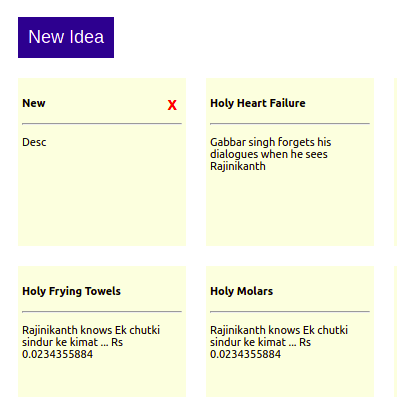 New Idea
New X
Desc
Holy Heart Failure
Gabbar singh forgets his
dialogues when he sees
Rajinikanth
Holy Frying Towels
Rajinikanth knows Ek chutki
sindur ke kimat ... Rs
0.0234355884
Holy Molars
Rajinikanth knows Ek chutki
sindur ke kimat ... Rs
0.0234355884